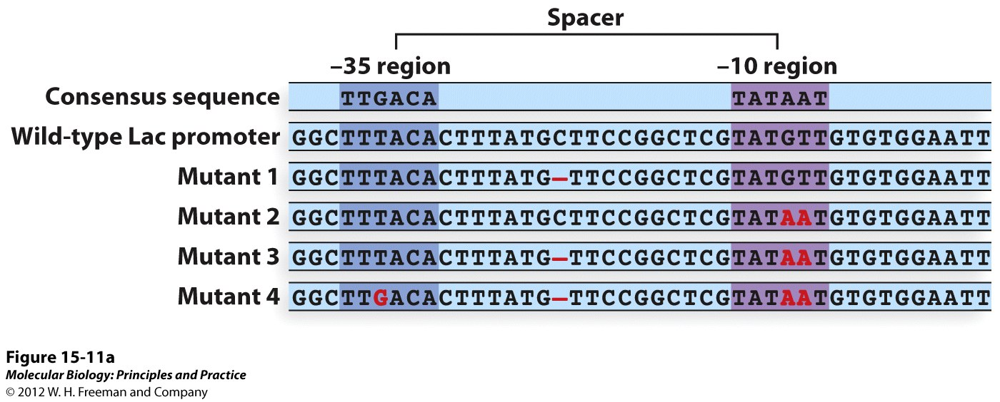 Spacer
–35 region –10 region
Consensus sequence TTGACA TATAAT
Wild-type Lac promoter GGCTTTACACTTTATGCTTCCGGCTCGTATGTTGTGTGGAATT
Mutant 1 GGCTTTACACTTTATG–TTCCGGCTCGTATGTTGTGTGGAATT
Mutant 2 GGCTTTACACTTTATGCTTCCGGCTCGTATAATGTGTGGAATT
Mutant 3 GGCTTTACACTTTATG–TTCCGGCTCGTATAATGTGTGGAATT
Mutant 4 GGCTTGACACTTTATG–TTCCGGCTCGTATAATGTGTGGAATT
Figure 15-11a
Molecular Biology: Principles and Practice
© 2012 W. H. Freeman and Company